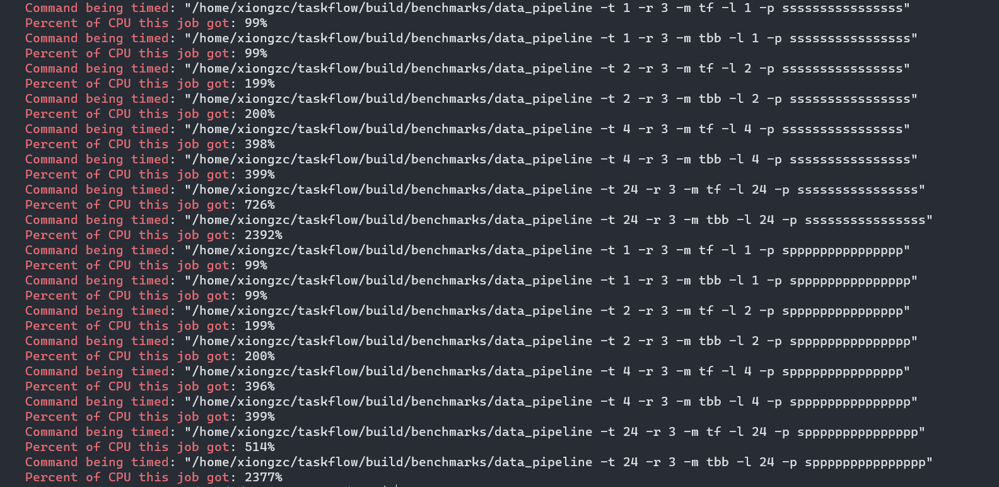 Command being timed: "/home/xiongzc/taskflow/build/benchmarks/data_pipeline -t 1 -r 3 -m tf -l 1 -p ssssssssssssssss"
Percent of CPU this job got: 99%
Command being timed: "/home/xiongzc/taskflow/build/benchmarks/data_pipeline -t 1 -r 3 -m tbb -l 1 -p ssssssssssssssss"
Percent of CPU this job got: 99%
Command being timed: "/home/xiongzc/taskflow/build/benchmarks/data_pipeline -t 2 -r 3 -m tf -l 2 -p ssssssssssssssss"
Percent of CPU this job got: 199%
Command being timed: "/home/xiongzc/taskflow/build/benchmarks/data_pipeline -t 2 -r 3 -m tbb -l 2 -p ssssssssssssssss"
Percent of CPU this job got: 200%
Command being timed: "/home/xiongzc/taskflow/build/benchmarks/data_pipeline -t 4 -r 3 -m tf -l 4 -p ssssssssssssssss"
Percent of CPU this job got: 398%
Command being timed: "/home/xiongzc/taskflow/build/benchmarks/data_pipeline -t 4 -r 3 -m tbb -l 4 -p ssssssssssssssss"
Percent of CPU this job got: 399%
Command being timed: "/home/xiongzc/taskflow/build/benchmarks/data_pipeline -t 24 -r 3 -m tf -l 24 -p ssssssssssssssss"
Percent of CPU this job got: 726%
Command being timed: "/home/xiongzc/taskflow/build/benchmarks/data_pipeline -t 24 -r 3 -m tbb -l 24 -p ssssssssssssssss"
Percent of CPU this job got: 2392%
Command being timed: "/home/xiongzc/taskflow/build/benchmarks/data_pipeline -t 1 -r 3 -m tf -l 1 -p sppppppppppppppp"
Percent of CPU this job got: 99%
Command being timed: "/home/xiongzc/taskflow/build/benchmarks/data_pipeline -t 1 -r 3 -m tbb -l 1 -p sppppppppppppppp"
Percent of CPU this job got: 99%
Command being timed: "/home/xiongzc/taskflow/build/benchmarks/data_pipeline -t 2 -r 3 -m tf -l 2 -p sppppppppppppppp"
Percent of CPU this job got: 199%
Command being timed: "/home/xiongzc/taskflow/build/benchmarks/data_pipeline -t 2 -r 3 -m tbb -l 2 -p sppppppppppppppp"
Percent of CPU this job got: 200%
Command being timed: "/home/xiongzc/taskflow/build/benchmarks/data_pipeline -t 4 -r 3 -m tf -l 4 -p sppppppppppppppp"
Percent of CPU this job got: 396%
Command being timed: "/home/xiongzc/taskflow/build/benchmarks/data_pipeline -t 4 -r 3 -m tbb -l 4 -p sppppppppppppppp"
Percent of CPU this job got: 399%
Command being timed: "/home/xiongzc/taskflow/build/benchmarks/data_pipeline -t 24 -r 3 -m tf -l 24 -p sppppppppppppppp"
Percent of CPU this job got: 514%
Command being timed: "/home/xiongzc/taskflow/build/benchmarks/data_pipeline -t 24 -r 3 -m tbb -l 24 -p sppppppppppppppp"
Percent of CPU this job got: 2377%